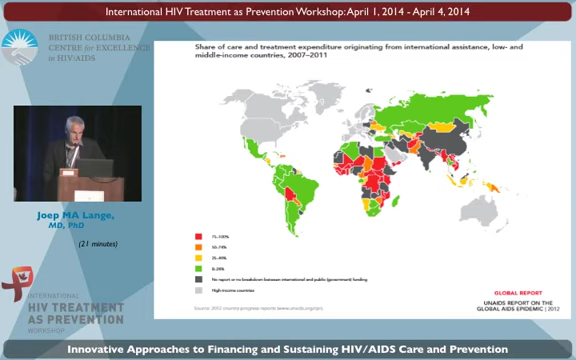 International HIV Treatment as Prevention Workshop: April 1, 2014 - April 4, 2014
BRITISH COLUMBIA
CENTRE for EXCELLENCE
in HIV/AIDS
Joep MA Lange,
MD, PhD
(21 minutes)
INTERNATIONAL
HIV TREATMENT
AS PREVENTION
WORKSHOP
Share of care and treatment expenditure originating from international assistance, low- and
middle-income countries, 2007–2011
75–100%
50–74%
25–49%
0–24%
No report or no breakdown between international and public (government) funding
High-income countries
Source: 2012 country progress reports (www.unaids.org/cpr).
GLOBAL REPORT
UNAIDS REPORT ON THE
GLOBAL AIDS EPIDEMIC | 2012
Innovative Approaches to Financing and Sustaining HIV/AIDS Care and Prevention